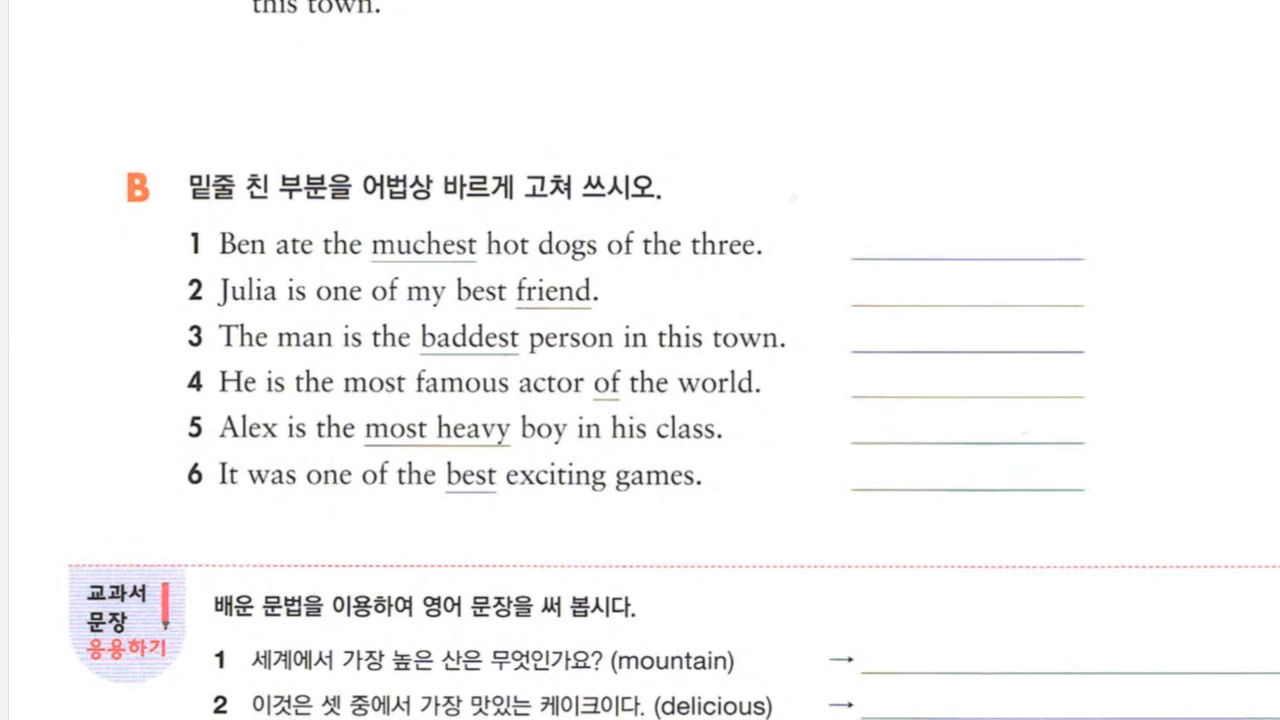 this town.
B 밑줄 친 부분을 어법상 바르게 고쳐 쓰시오.
1 Ben ate the muchest hot dogs of the three.
2 Julia is one of my best friend.
3 The man is the baddest person in this town.
4 He is the most famous actor of the world.
5 Alex is the most heavy boy in his class.
6 It was one of the best exciting games.
교과서
문장
응용하기
배운 문법을 이용하여 영어 문장을 써 봅시다.
1 세계에서 가장 높은 산은 무엇인가요? (mountain) →
2 이것은 셋 중에서 가장 맛있는 케이크이다. (delicious) →